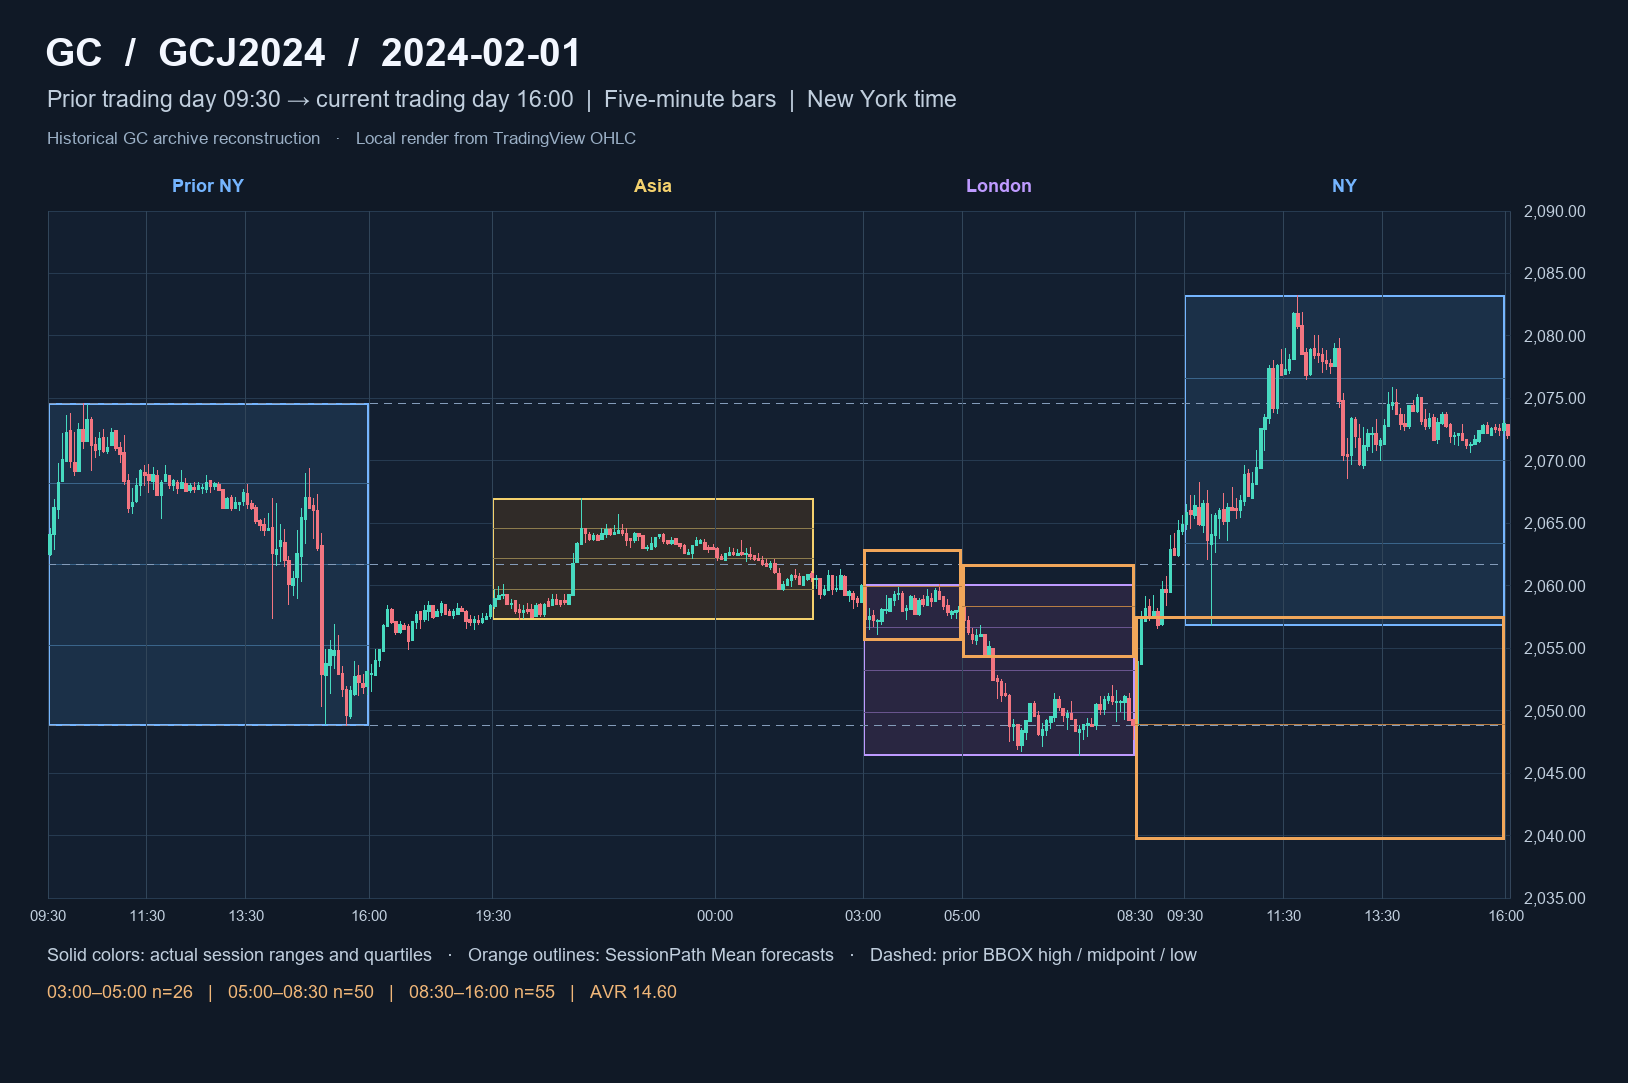 GC / GCJ2024 / 2024-02-01
Prior trading day 09:30 → current trading day 16:00 | Five-minute bars | New York time
Historical GC archive reconstruction · Local render from TradingView OHLC
Prior NY Asia London NY
2,090.00
2,085.00
2,080.00
2,075.00
2,070.00
2,065.00
2,060.00
2,055.00
2,050.00
2,045.00
2,040.00
2,035.00
09:30 11:30 13:30 16:00 19:30 00:00 03:00 05:00 08:30 09:30 11:30 13:30 16:00
Solid colors: actual session ranges and quartiles · Orange outlines: SessionPath Mean forecasts · Dashed: prior BBOX high / midpoint / low
03:00–05:00 n=26 | 05:00–08:30 n=50 | 08:30–16:00 n=55 | AVR 14.60